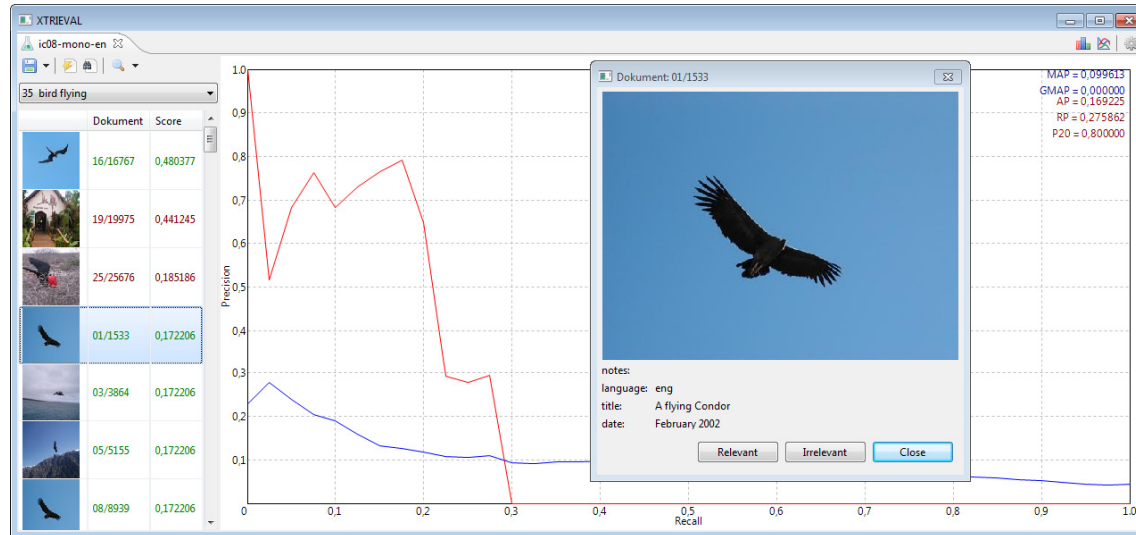 XTRIEVAL
ic08-mono-en
35 bird flying
Dokument Score
16/16767 0,480377
19/19975 0,441245
25/25676 0,185186
01/1533 0,172206
03/3864 0,172206
05/5155 0,172206
08/8939 0,172206
1.0
0,9
0,8
0,7
0,6
0,5
0,4
0,3
0,2
0,1
Precision
0 0,1 0,2 0,3 0,4 0,5 0,6 0,7 0,8 0,9 1.0
Recall
MAP = 0,099613
GMAP = 0,000000
AP = 0,169225
RP = 0,275862
P20 = 0,800000
Dokument: 01/1533
notes:
language: eng
title: A flying Condor
date: February 2002
Relevant Irrelevant Close